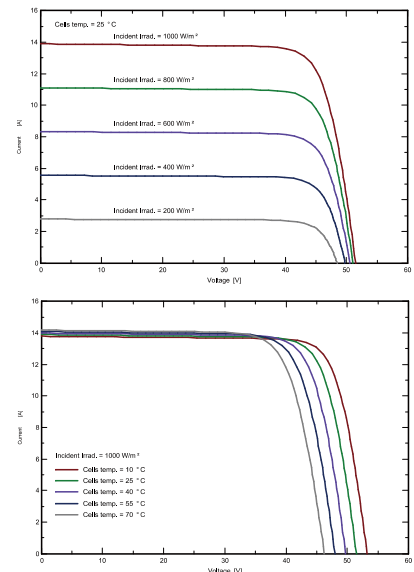 16
14
12
10
8
6
4
2
0
Current [A]
Cells temp. = 25 °C
Incident Irrad. = 1000 W/m²
Incident Irrad. = 800 W/m²
Incident Irrad. = 600 W/m²
Incident Irrad. = 400 W/m²
Incident Irrad. = 200 W/m²
0 10 20 30 40 50 60
Voltage [V]
16
14
12
10
8
6
4
2
0
Current [A]
Incident Irrad. = 1000 W/m²
Cells temp. = 10 °C
Cells temp. = 25 °C
Cells temp. = 40 °C
Cells temp. = 55 °C
Cells temp. = 70 °C
0 10 20 30 40 50 60
Voltage [V]